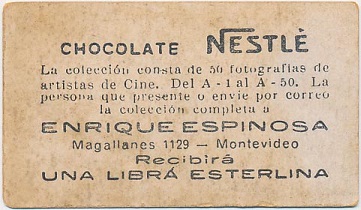 CHOCOLATE NESTLÈ
La colección consta de 50 fotografías de
artistas de Cine. Del A-1 al A-50. La
persona que presente o envíe por correo
la colección completa a
ENRIQUE ESPINOSA
Magallanes 1129 — Montevideo
Recibirá
UNA LIBRA ESTERLINA